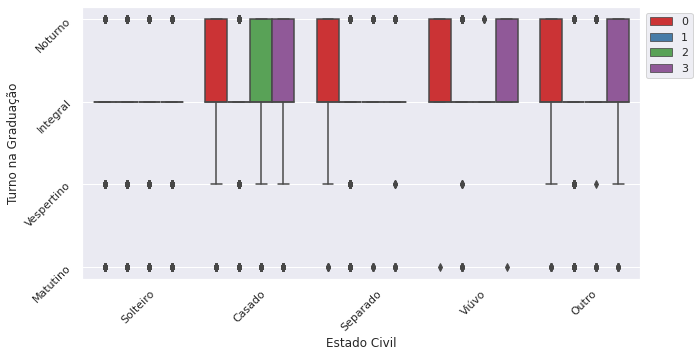 Noturno
Integral
Vespertino
Matutino
Turno na Graduação
Solteiro
Casado
Separado
Viúvo
Outro
Estado Civil
0
1
2
3